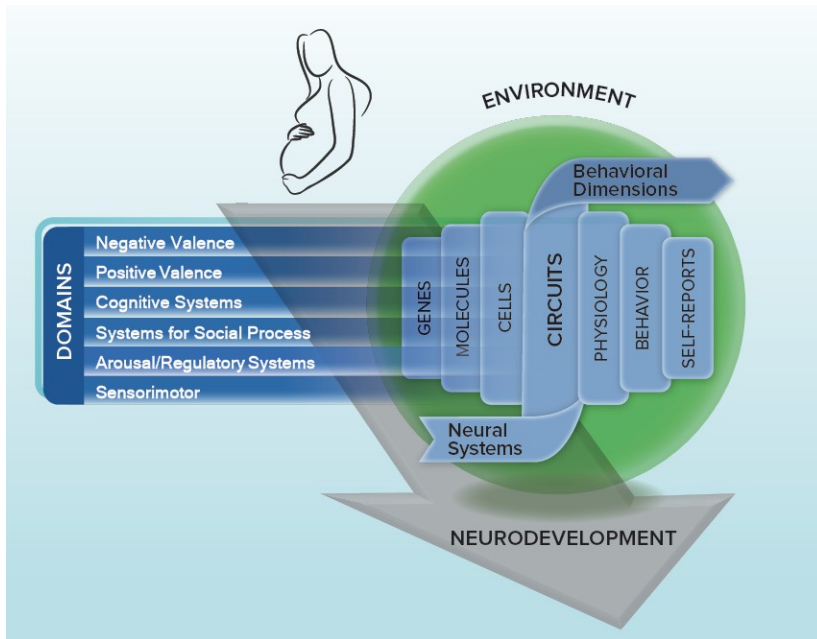 ENVIRONMENT
Behavioral
Dimensions
DOMAINS
Negative Valence
Positive Valence
Cognitive Systems
Systems for Social Process
Arousal/Regulatory Systems
Sensorimotor
GENES
MOLECULES
CELLS
CIRCUITS
PHYSIOLOGY
BEHAVIOR
SELF-REPORTS
Neural
Systems
NEURODEVELOPMENT